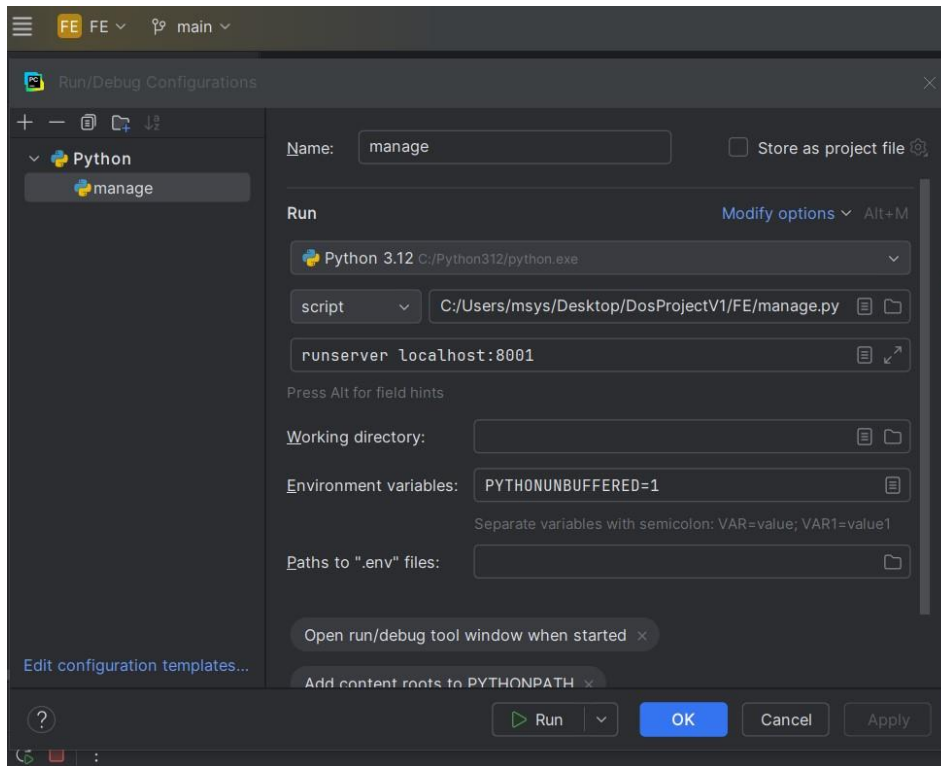 FE FE main
PC Run/Debug Configurations
Python
manage
Name: manage Store as project file
Run Modify options Alt+M
Python 3.12 C:/Python312/python.exe
script C:/Users/msys/Desktop/DosProjectV1/FE/manage.py
runserver localhost:8001
Press Alt for field hints
Working directory:
Environment variables: PYTHONUNBUFFERED=1
Separate variables with semicolon: VAR=value; VAR1=value1
Paths to ".env" files:
Open run/debug tool window when started ×
Add content roots to PYTHONPATH ×
Edit configuration templates...
? Run OK Cancel Apply